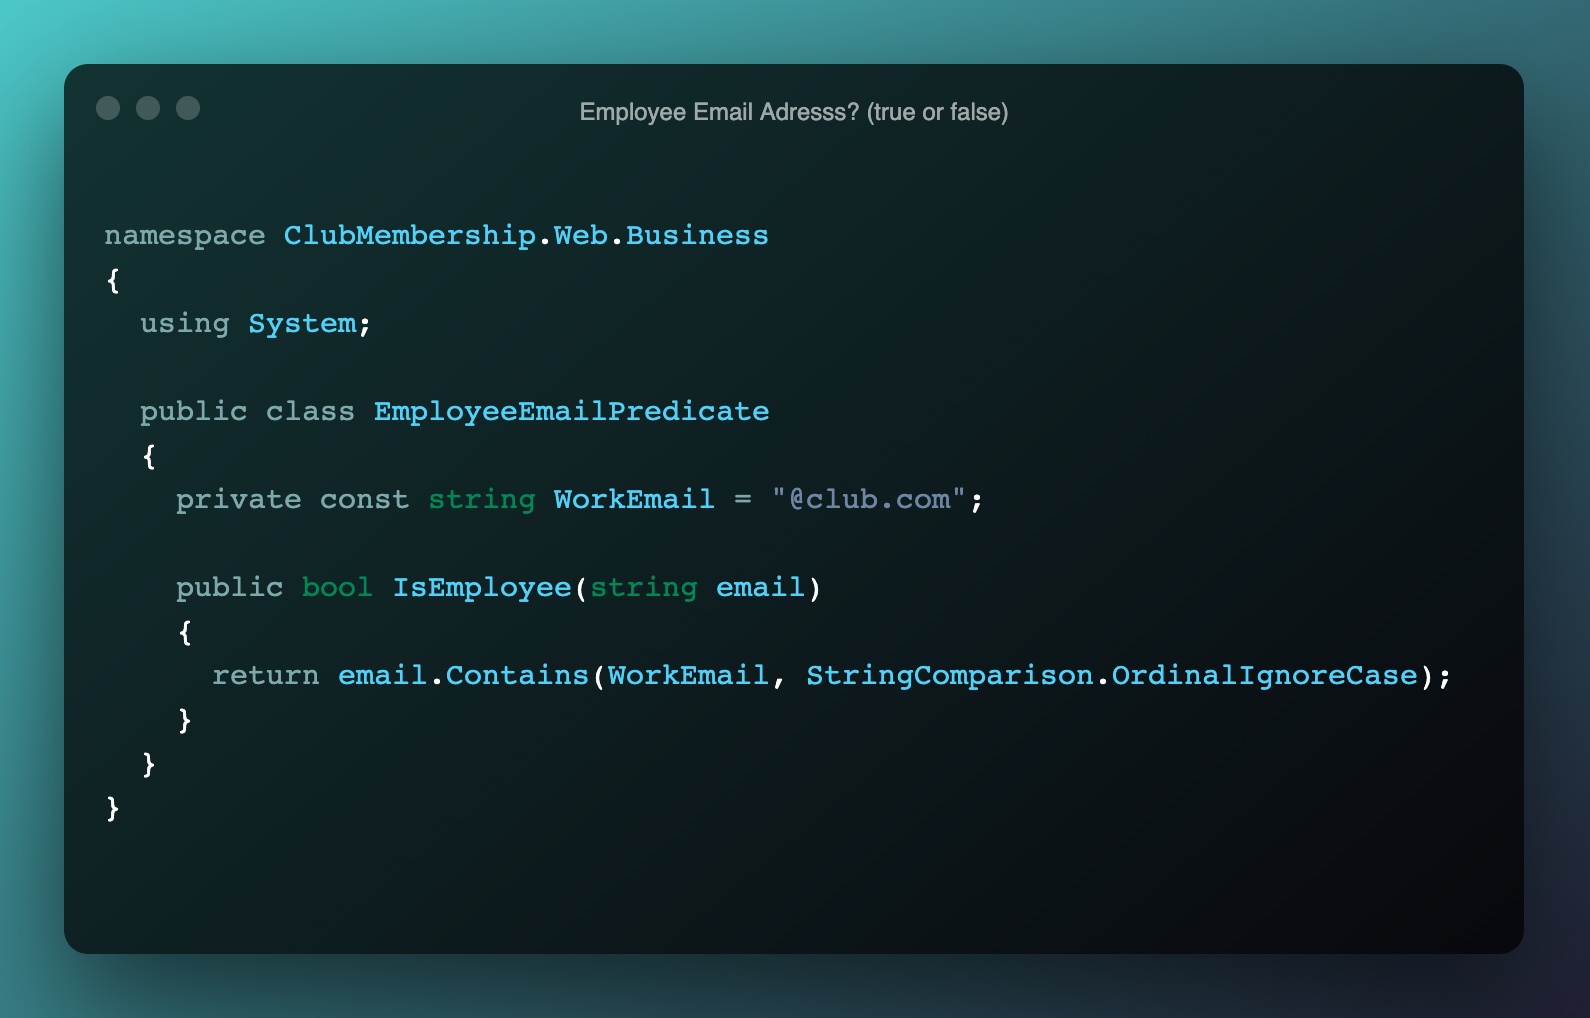 Employee Email Adresss? (true or false)
namespace ClubMembership.Web.Business
{
  using System;

  public class EmployeeEmailPredicate
  {
    private const string WorkEmail = "@club.com";

    public bool IsEmployee(string email)
    {
      return email.Contains(WorkEmail, StringComparison.OrdinalIgnoreCase);
    }
  }
}